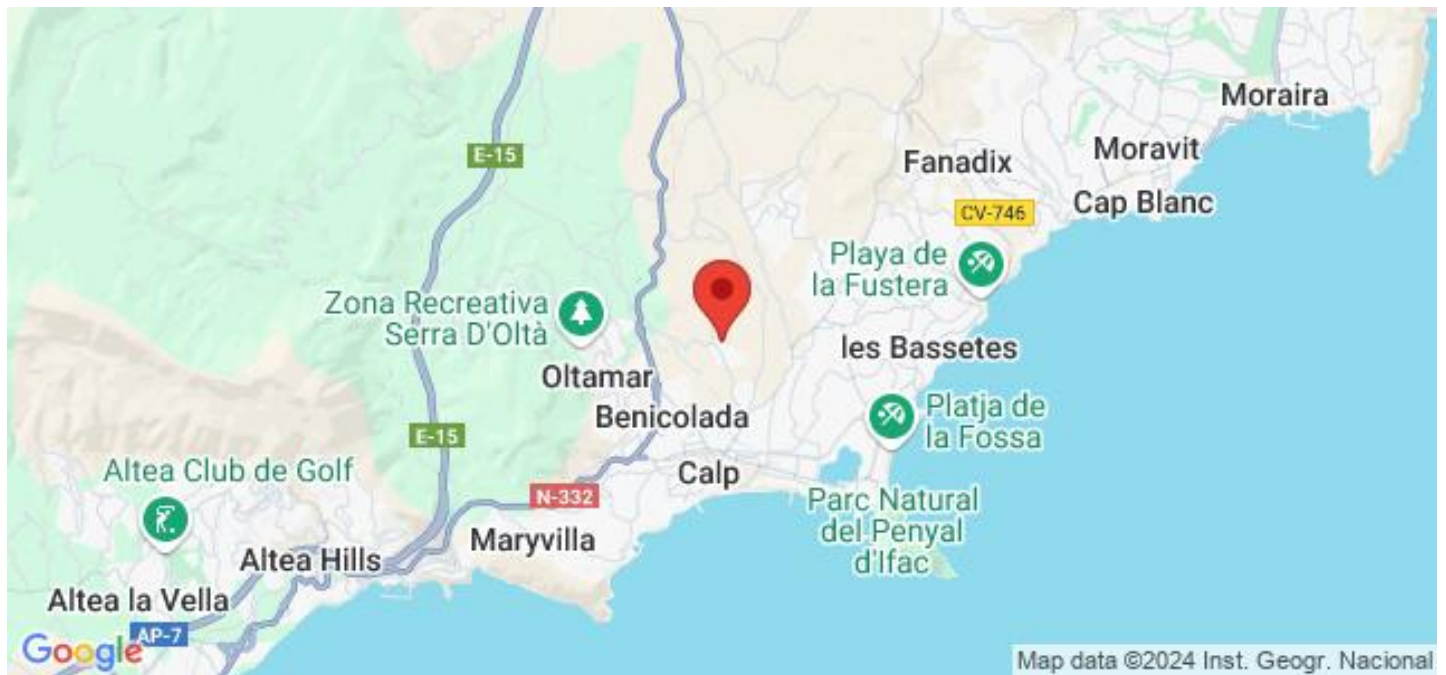 Moraira
E-15
Fanadix
Moravit
CV-746
Cap Blanc
Playa de
la Fustera
Zona Recreativa
Serra D'Oltà
les Bassetes
Oltamar
Benicolada
Platja de
la Fossa
E-15
Altea Club de Golf
Calp
N-332
Parc Natural
del Penyal
d'Ifac
Maryvilla
Altea Hills
Altea la Vella
AP-7
Google
Map data ©2024 Inst. Geogr. Nacional